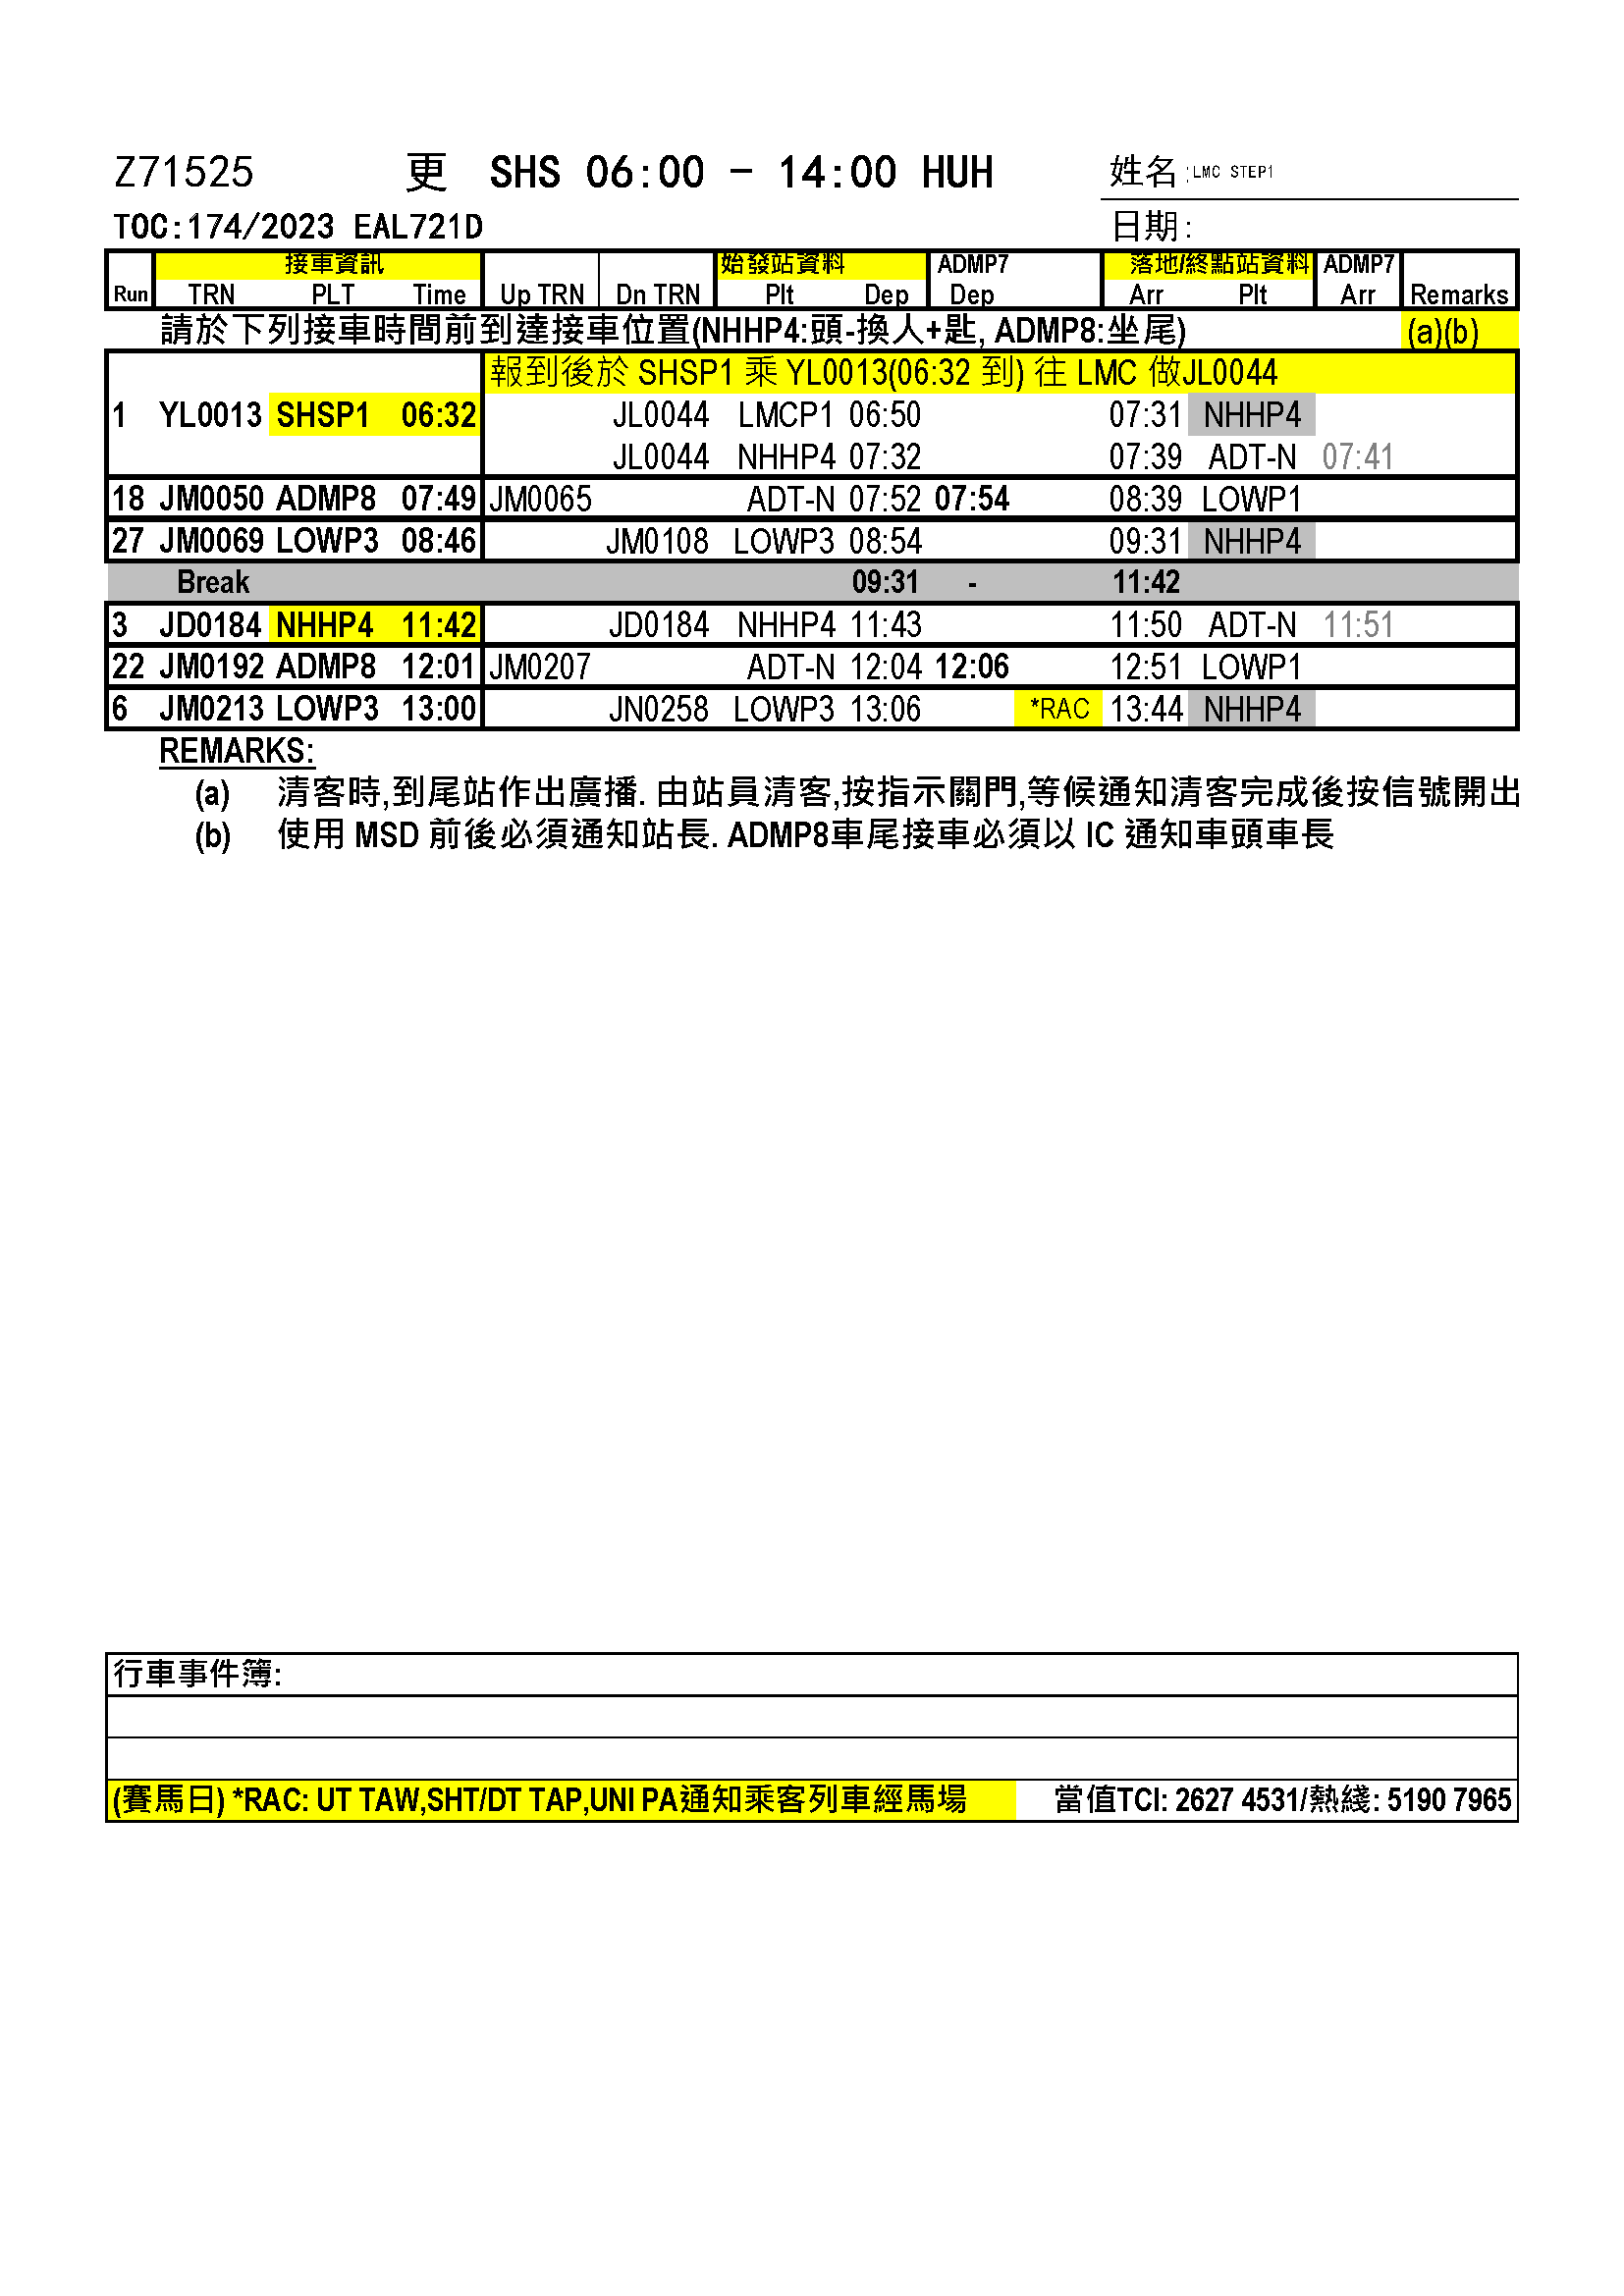 Z71525 更 SHS 06:00 - 14:00 HUH 姓名:LMC STEP1
TOC:174/2023 EAL721D 日期:
接車資訊 始發站資料 ADMP7 落地/終點站資料 ADMP7
Run TRN PLT Time Up TRN Dn TRN Plt Dep Dep Arr Plt Arr Remarks
請於下列接車時間前到達接車位置(NHHP4:頭-換人+匙, ADMP8:坐尾) (a)(b)
報到後於 SHSP1 乘 YL0013(06:32 到) 往 LMC 做JL0044
1 YL0013 SHSP1 06:32 JL0044 LMCP1 06:50 07:31 NHHP4
JL0044 NHHP4 07:32 07:39 ADT-N 07:41
18 JM0050 ADMP8 07:49 JM0065 ADT-N 07:52 07:54 08:39 LOWP1
27 JM0069 LOWP3 08:46 JM0108 LOWP3 08:54 09:31 NHHP4
Break 09:31 - 11:42
3 JD0184 NHHP4 11:42 JD0184 NHHP4 11:43 11:50 ADT-N 11:51
22 JM0192 ADMP8 12:01 JM0207 ADT-N 12:04 12:06 12:51 LOWP1
6 JM0213 LOWP3 13:00 JN0258 LOWP3 13:06 *RAC 13:44 NHHP4
REMARKS:
(a) 清客時,到尾站作出廣播. 由站員清客,按指示關門,等候通知清客完成後按信號開出
(b) 使用 MSD 前後必須通知站長. ADMP8車尾接車必須以 IC 通知車頭車長
行車事件簿:
(賽馬日) *RAC: UT TAW,SHT/DT TAP,UNI PA通知乘客列車經馬場 當值TCI: 2627 4531/熱綫: 5190 7965